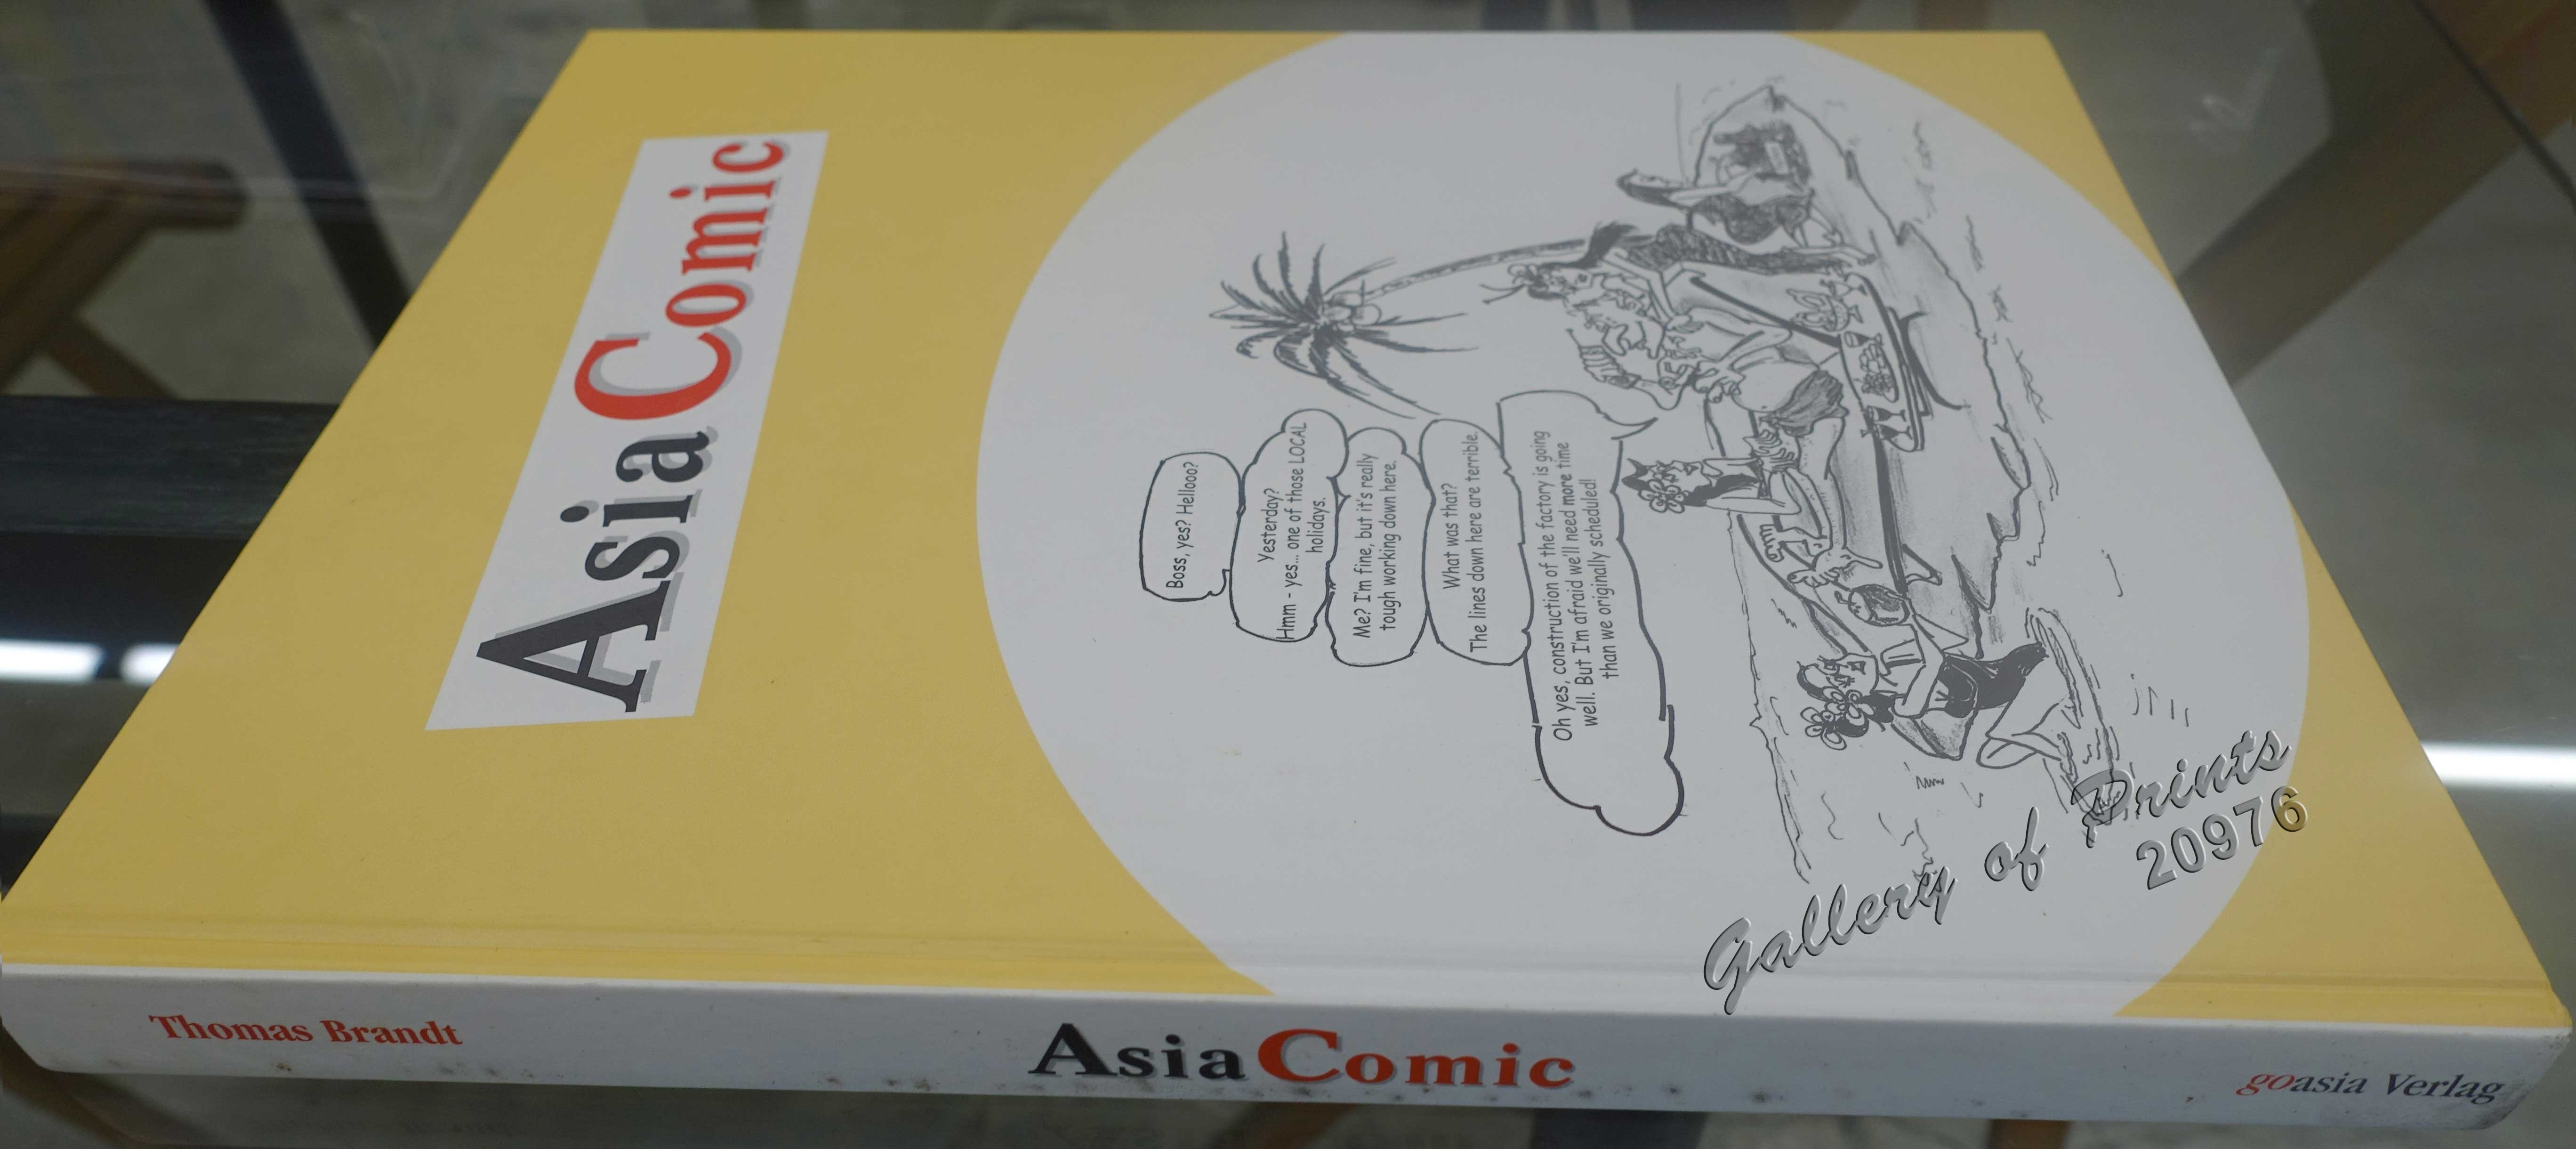 AsiaComic
Boss, yes? Hellooo?
Yesterday?
Hmm - yes... one of those LOCAL
holidays.
Me? I'm fine, but it's really
tough working down here.
What was that?
The lines down here are terrible.
Oh yes, construction of the factory is going
well. But I'm afraid we'll need more time
than we originally scheduled!
Thomas Brandt
AsiaComic
goasia Verlag
Gallery of Prints
20976